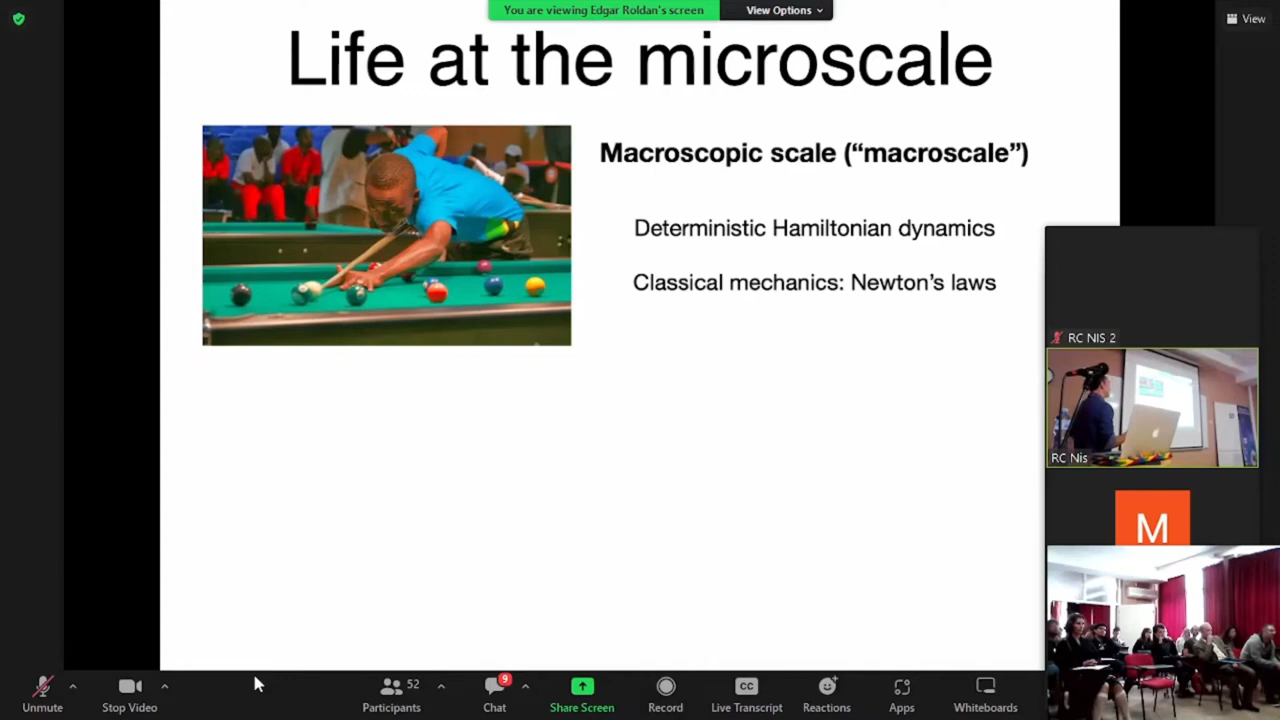 You are viewing Edgar Roldan's screen
View Options
View
Life at the microscale
Macroscopic scale (“macroscale”)
Deterministic Hamiltonian dynamics
Classical mechanics: Newton’s laws
RC NIS 2
RC Nis
M
Unmute
Stop Video
52
Participants
9
Chat
Share Screen
Record
CC
Live Transcript
Reactions
Apps
Whiteboards